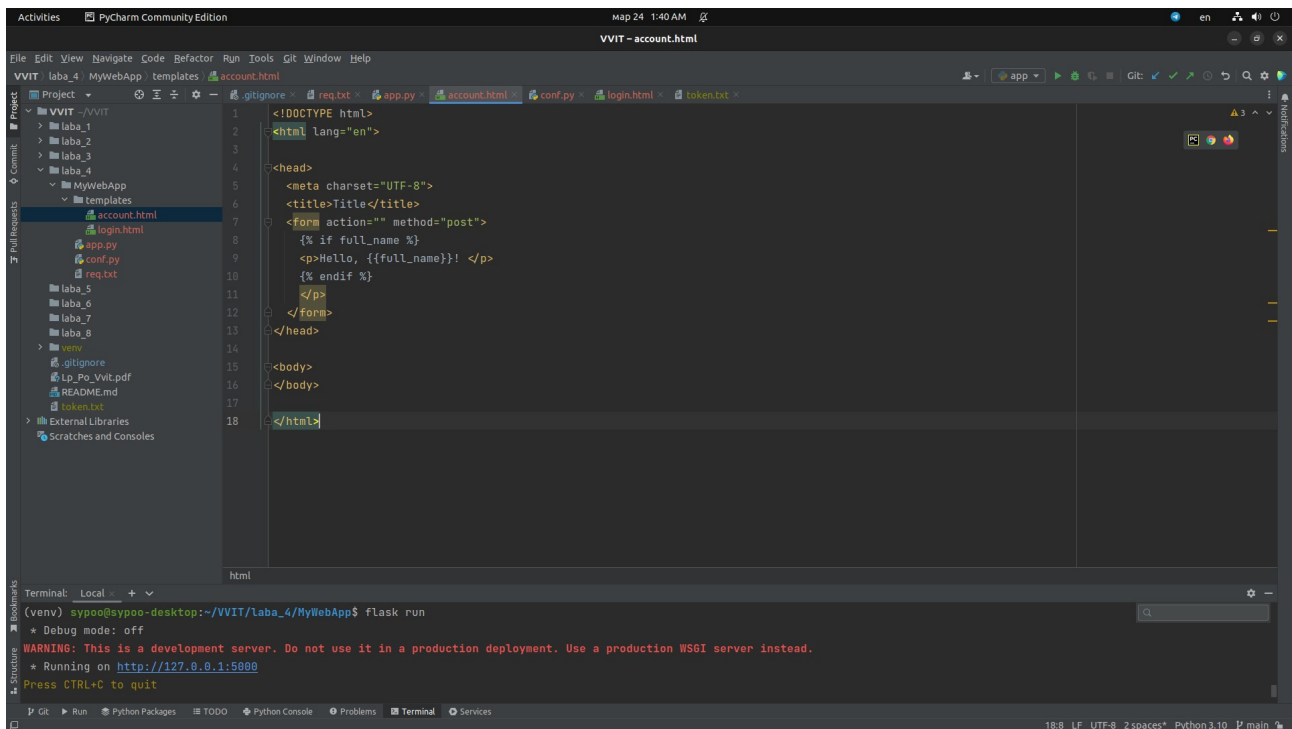 Activities PyCharm Community Edition мар 24 1:40 AM en
VVIT – account.html
File Edit View Navigate Code Refactor Run Tools Git Window Help
VVIT laba_4 MyWebApp templates account.html app Git:
Project .gitignore req.txt app.py account.html conf.py login.html token.txt
VVIT ~/VVIT
laba_1
laba_2
laba_3
laba_4
MyWebApp
templates
account.html
login.html
app.py
conf.py
req.txt
laba_5
laba_6
laba_7
laba_8
venv
.gitignore
Lp_Po_Vvit.pdf
README.md
token.txt
External Libraries
Scratches and Consoles
1 <!DOCTYPE html>
2 <html lang="en">
3
4 <head>
5 <meta charset="UTF-8">
6 <title>Title</title>
7 <form action="" method="post">
8 {% if full_name %}
9 <p>Hello, {{full_name}}! </p>
10 {% endif %}
11 </p>
12 </form>
13 </head>
14
15 <body>
16 </body>
17
18 </html>
3
html
Project
Commit
Pull Requests
Bookmarks
Structure
Notifications
Terminal: Local
(venv) sypoo@sypoo-desktop:~/VVIT/laba_4/MyWebApp$ flask run
* Debug mode: off
WARNING: This is a development server. Do not use it in a production deployment. Use a production WSGI server instead.
* Running on http://127.0.0.1:5000
Press CTRL+C to quit
Git Run Python Packages TODO Python Console Problems Terminal Services
18:8 LF UTF-8 2 spaces* Python 3.10 main